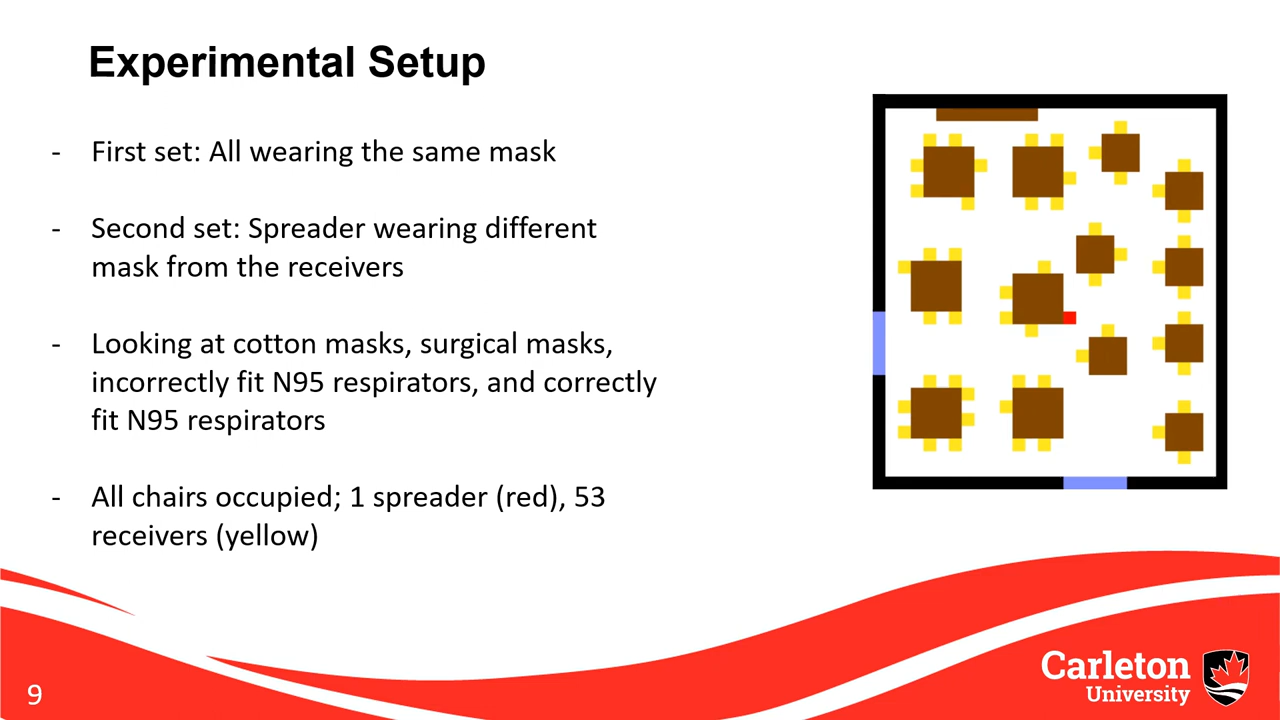 Experimental Setup
- First set: All wearing the same mask
- Second set: Spreader wearing different
mask from the receivers
- Looking at cotton masks, surgical masks,
incorrectly fit N95 respirators, and correctly
fit N95 respirators
- All chairs occupied; 1 spreader (red), 53
receivers (yellow)
9
Carleton
University